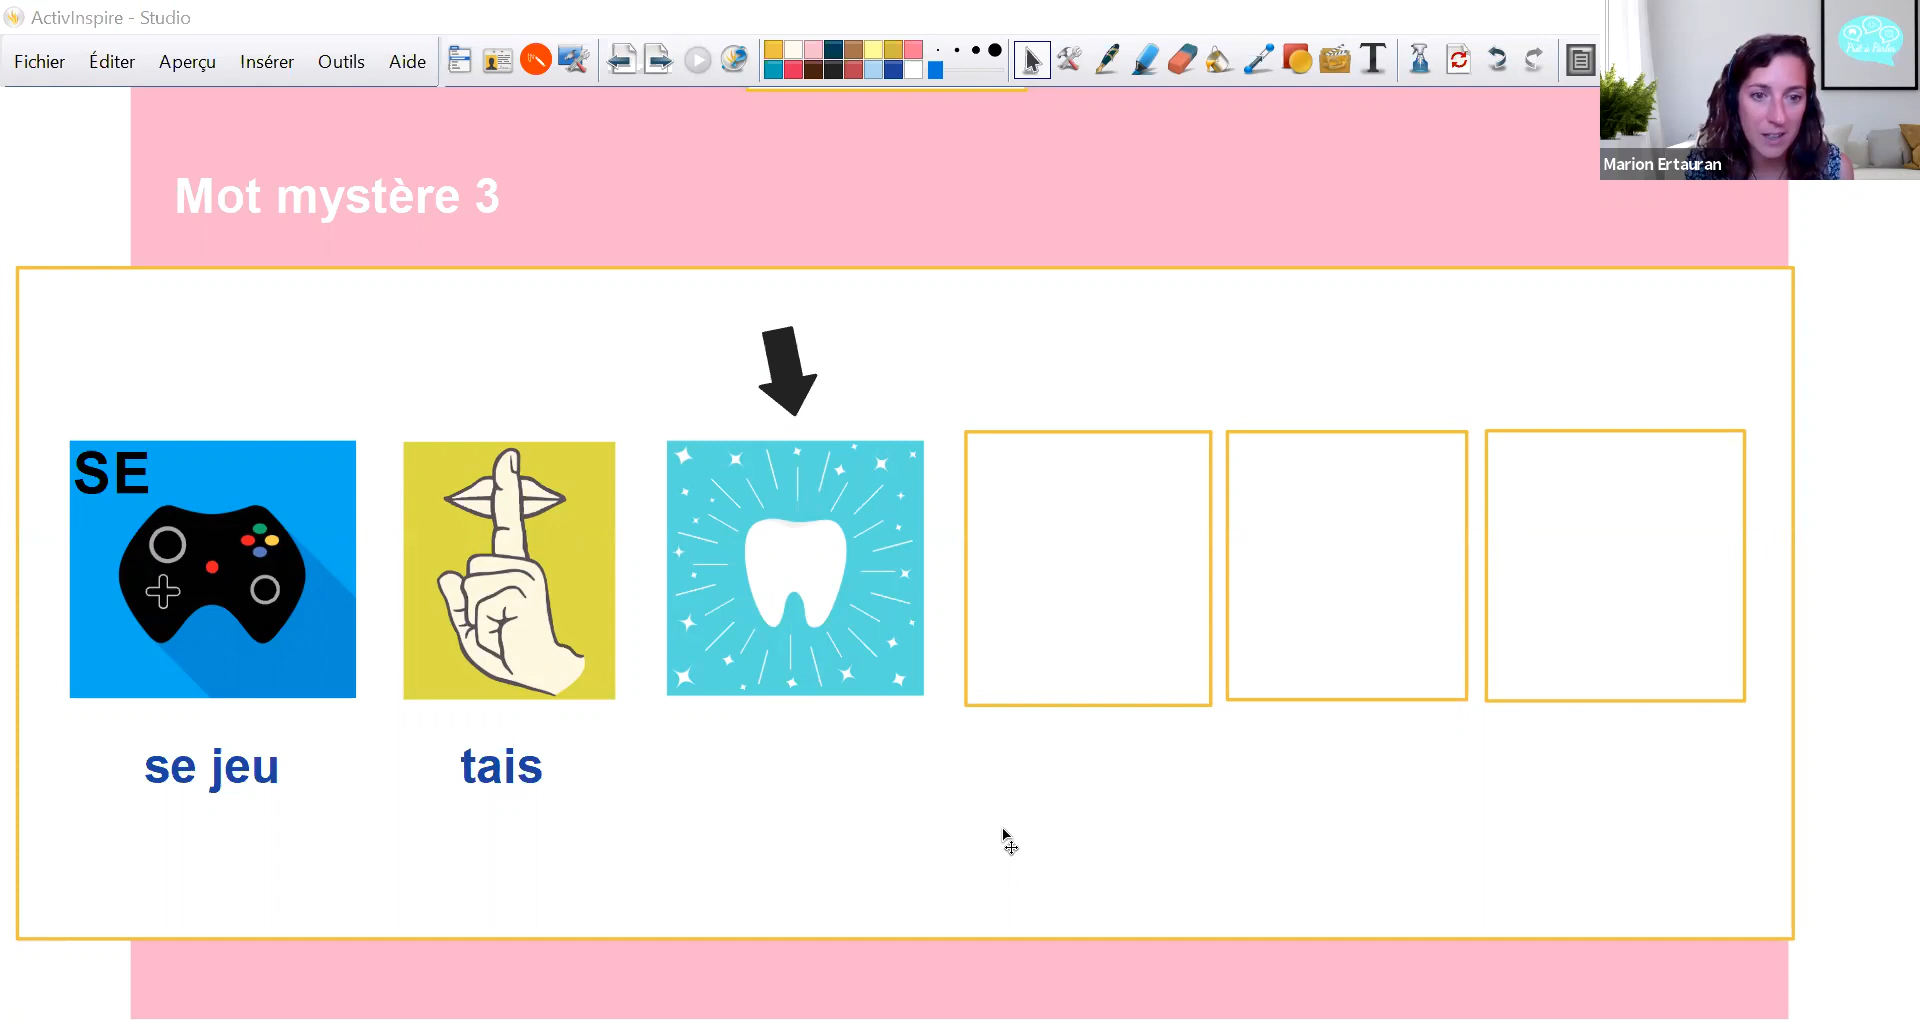 ActivInspire - Studio
Fichier Éditer Aperçu Insérer Outils Aide
Marion Ertauran
Mot mystère 3
SE
se jeu tais